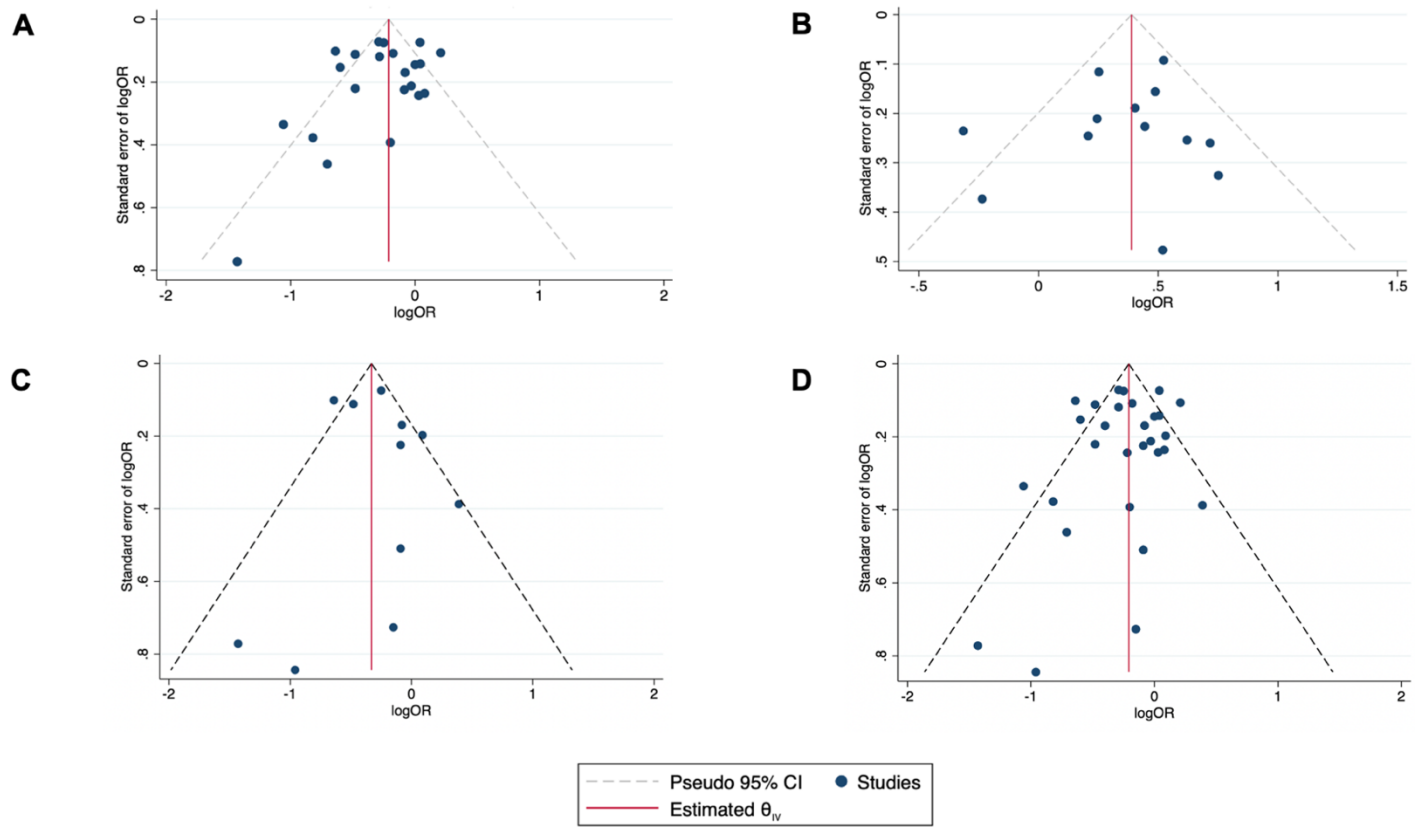 A
Standard error of logOR
0
.2
.4
.6
.8
-2 -1 0 1 2
logOR
B
Standard error of logOR
0
.1
.2
.3
.4
.5
-.5 0 .5 1 1.5
logOR
C
Standard error of logOR
0
.2
.4
.6
.8
-2 -1 0 1 2
logOR
D
Standard error of logOR
0
.2
.4
.6
.8
-2 -1 0 1 2
logOR
Pseudo 95% CI Studies
Estimated θIV